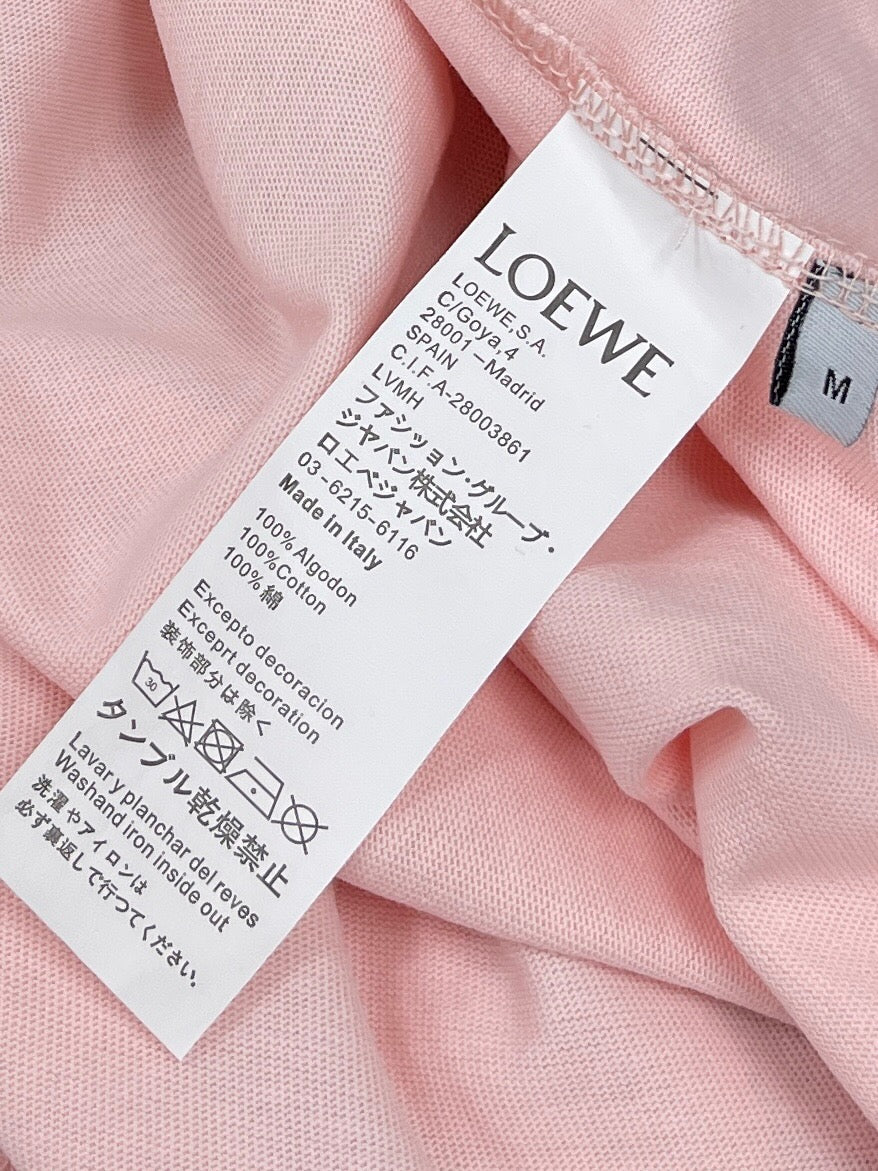 LOEWE
LOEWE,S.A.
C/Goya,4
28001-Madrid
SPAIN
C.I.F.A-28003861
LVMH
ファシッョン·グループ·
ジヤパン株式会社
ロエベジャパン
03-6215-6116
Made in Italy
100%Algodon
100%Cotton
100%綿
Excepto decoracion
Exceprt decoration
装飾部分は除く
30
タンブル乾燥禁止
Lavar y planchar del reves
Washand iron inside out
洗濯やアイロンは
必ず裏返して行つてください.
M